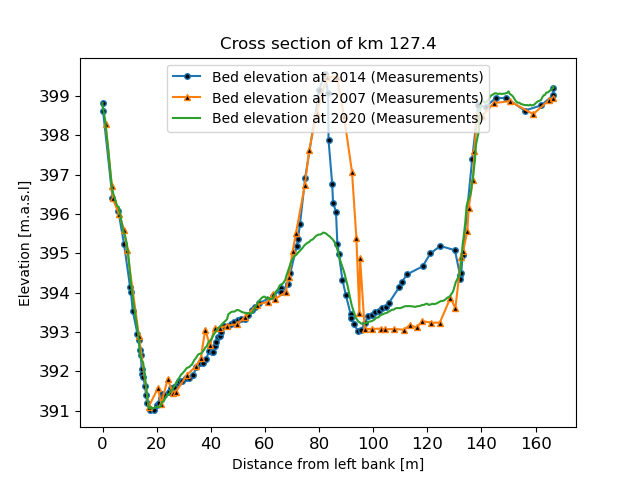 Cross section of km 127.4
Bed elevation at 2014 (Measurements)
Bed elevation at 2007 (Measurements)
Bed elevation at 2020 (Measurements)
399
398
397
396
395
394
393
392
391
Elevation [m.a.s.l]
0 20 40 60 80 100 120 140 160
Distance from left bank [m]